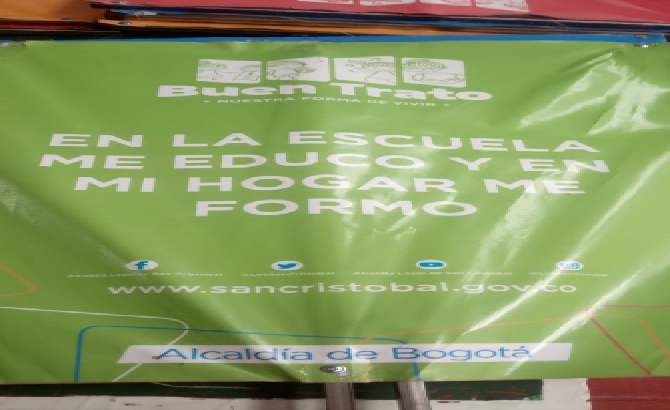 Buen Trato
- NUESTRA FORMA DE VIVIR -
EN LA ESCUELA
ME EDUCO Y EN
MI HOGAR ME
FORMO
www.sancristobal.gov.co
Alcaldía de Bogotá